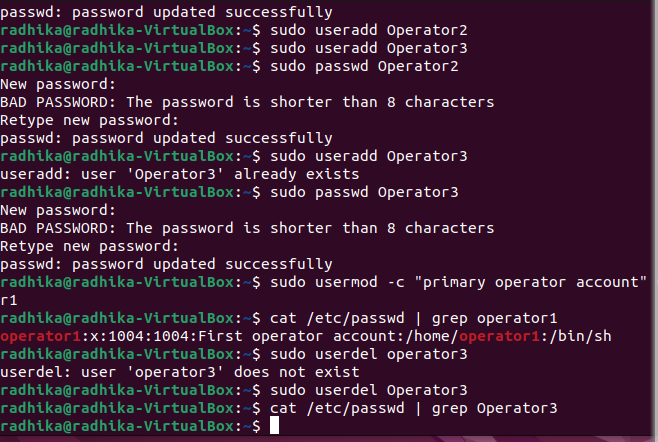 passwd: password updated successfully
radhika@radhika-VirtualBox:~$ sudo useradd Operator2
radhika@radhika-VirtualBox:~$ sudo useradd Operator3
radhika@radhika-VirtualBox:~$ sudo passwd Operator2
New password:
BAD PASSWORD: The password is shorter than 8 characters
Retype new password:
passwd: password updated successfully
radhika@radhika-VirtualBox:~$ sudo useradd Operator3
useradd: user 'Operator3' already exists
radhika@radhika-VirtualBox:~$ sudo passwd Operator3
New password:
BAD PASSWORD: The password is shorter than 8 characters
Retype new password:
passwd: password updated successfully
radhika@radhika-VirtualBox:~$ sudo usermod -c "primary operator account"
r1
radhika@radhika-VirtualBox:~$ cat /etc/passwd | grep operator1
operator1:x:1004:1004:First operator account:/home/operator1:/bin/sh
radhika@radhika-VirtualBox:~$ sudo userdel operator3
userdel: user 'operator3' does not exist
radhika@radhika-VirtualBox:~$ sudo userdel Operator3
radhika@radhika-VirtualBox:~$ cat /etc/passwd | grep Operator3
radhika@radhika-VirtualBox:~$